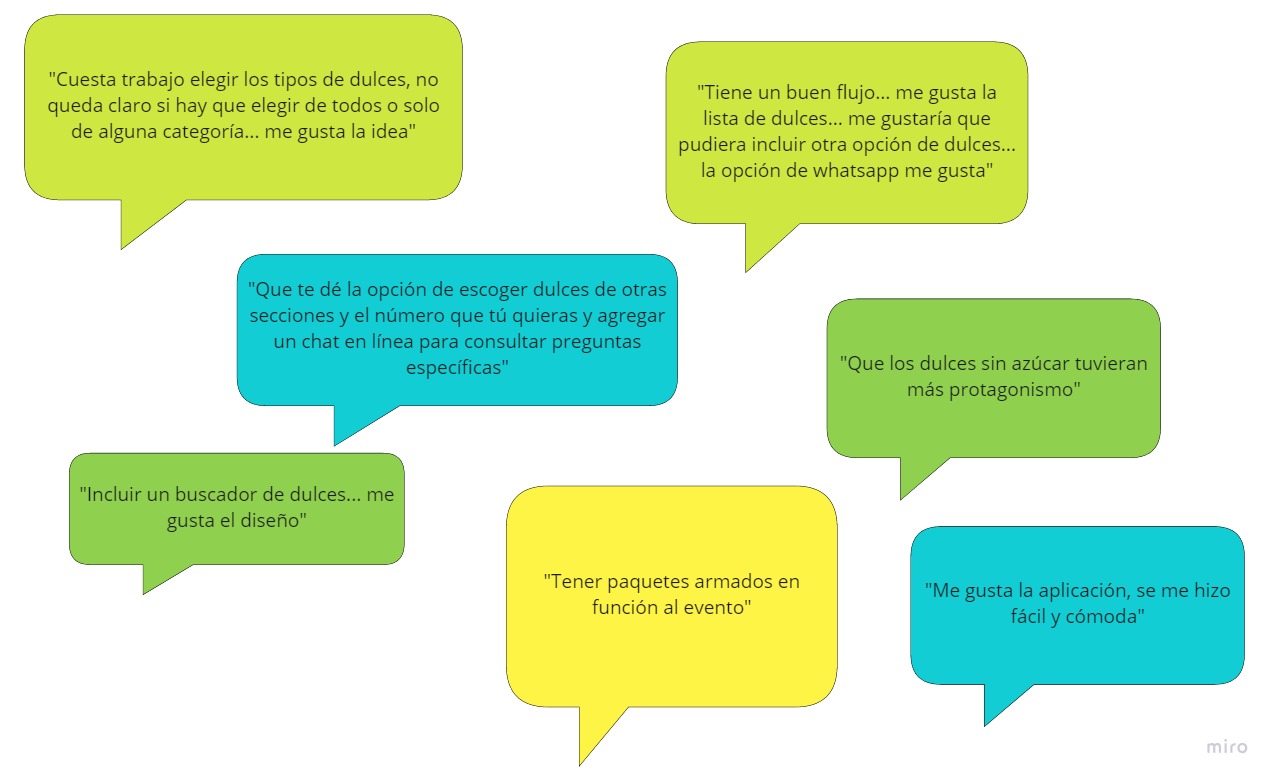 "Cuesta trabajo elegir los tipos de dulces, no
queda claro si hay que elegir de todos o solo
de alguna categoría... me gusta la idea"
"Tiene un buen flujo... me gusta la
lista de dulces... me gustaría que
pudiera incluir otra opción de dulces...
la opción de whatsapp me gusta"
"Que te dé la opción de escoger dulces de otras
secciones y el número que tú quieras y agregar
un chat en línea para consultar preguntas
específicas"
"Que los dulces sin azúcar tuvieran
más protagonismo"
"Incluir un buscador de dulces... me
gusta el diseño"
"Tener paquetes armados en
función al evento"
"Me gusta la aplicación, se me hizo
fácil y cómoda"
miro